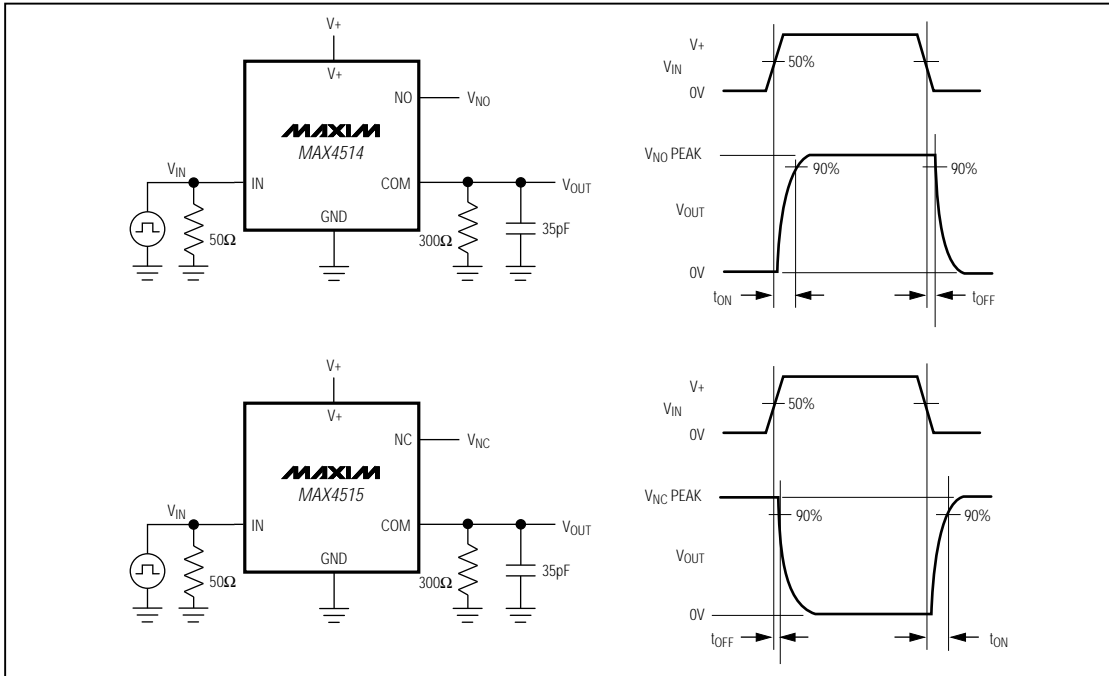 V+
V+
NO
VNO
MAXIM
MAX4514
VIN
IN
COM
VOUT
GND
50Ω
300Ω
35pF
V+
VIN
0V
50%
VNO PEAK
90%
90%
VOUT
0V
tON
tOFF
V+
V+
NC
VNC
MAXIM
MAX4515
VIN
IN
COM
VOUT
GND
50Ω
300Ω
35pF
V+
VIN
0V
50%
VNC PEAK
90%
VOUT
0V
tOFF
tON